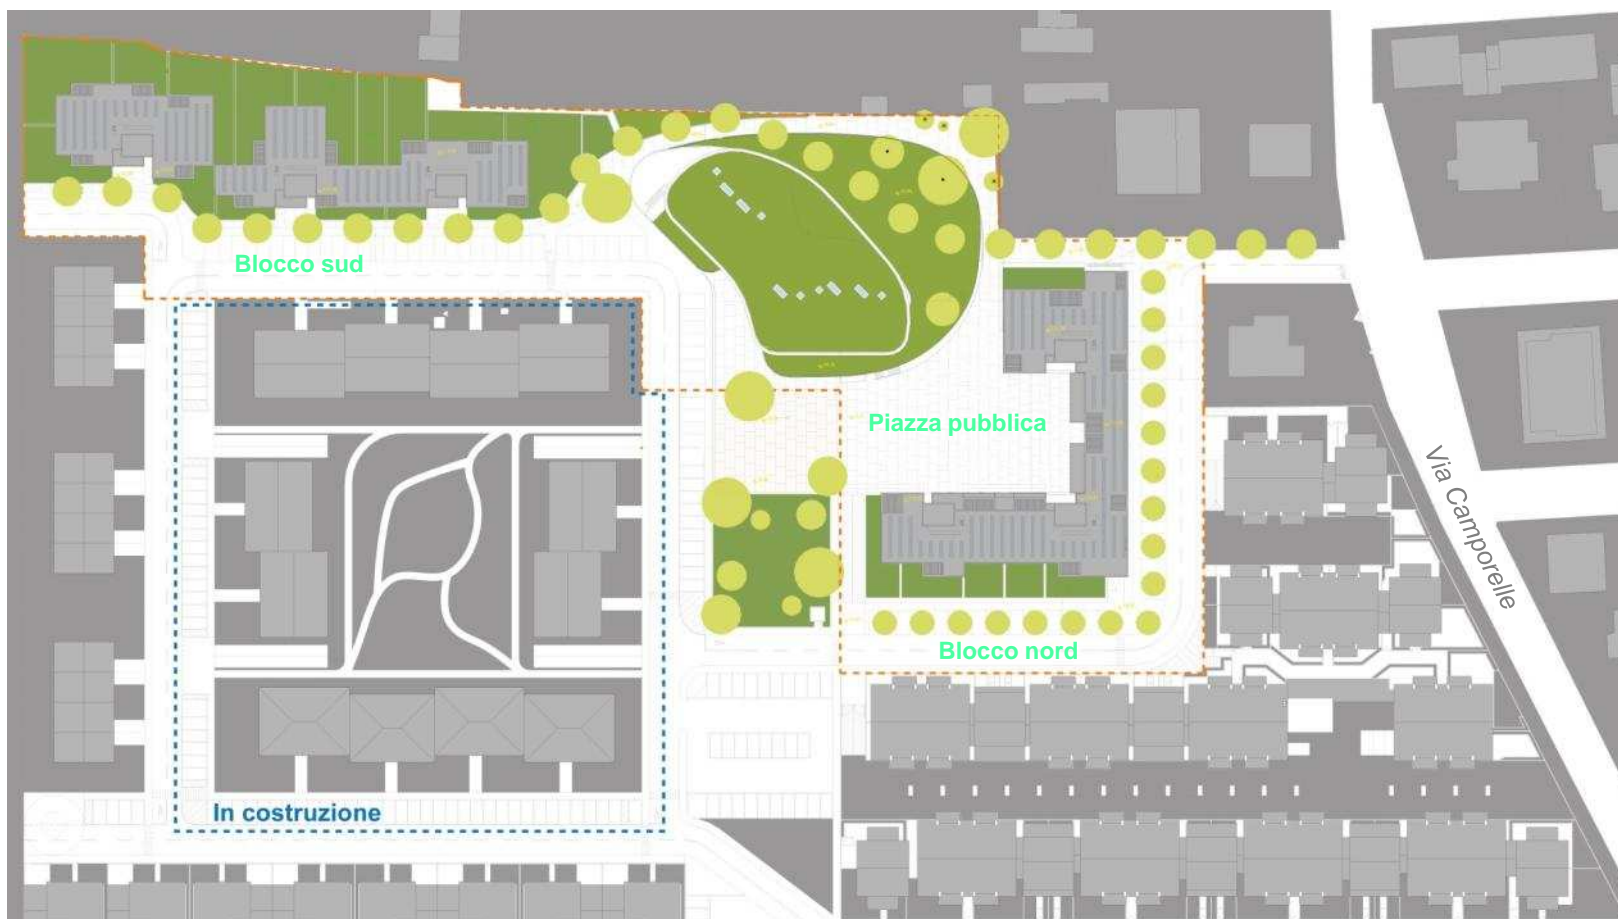 Blocco sud
Piazza pubblica
Via Camporelle
Blocco nord
In costruzione